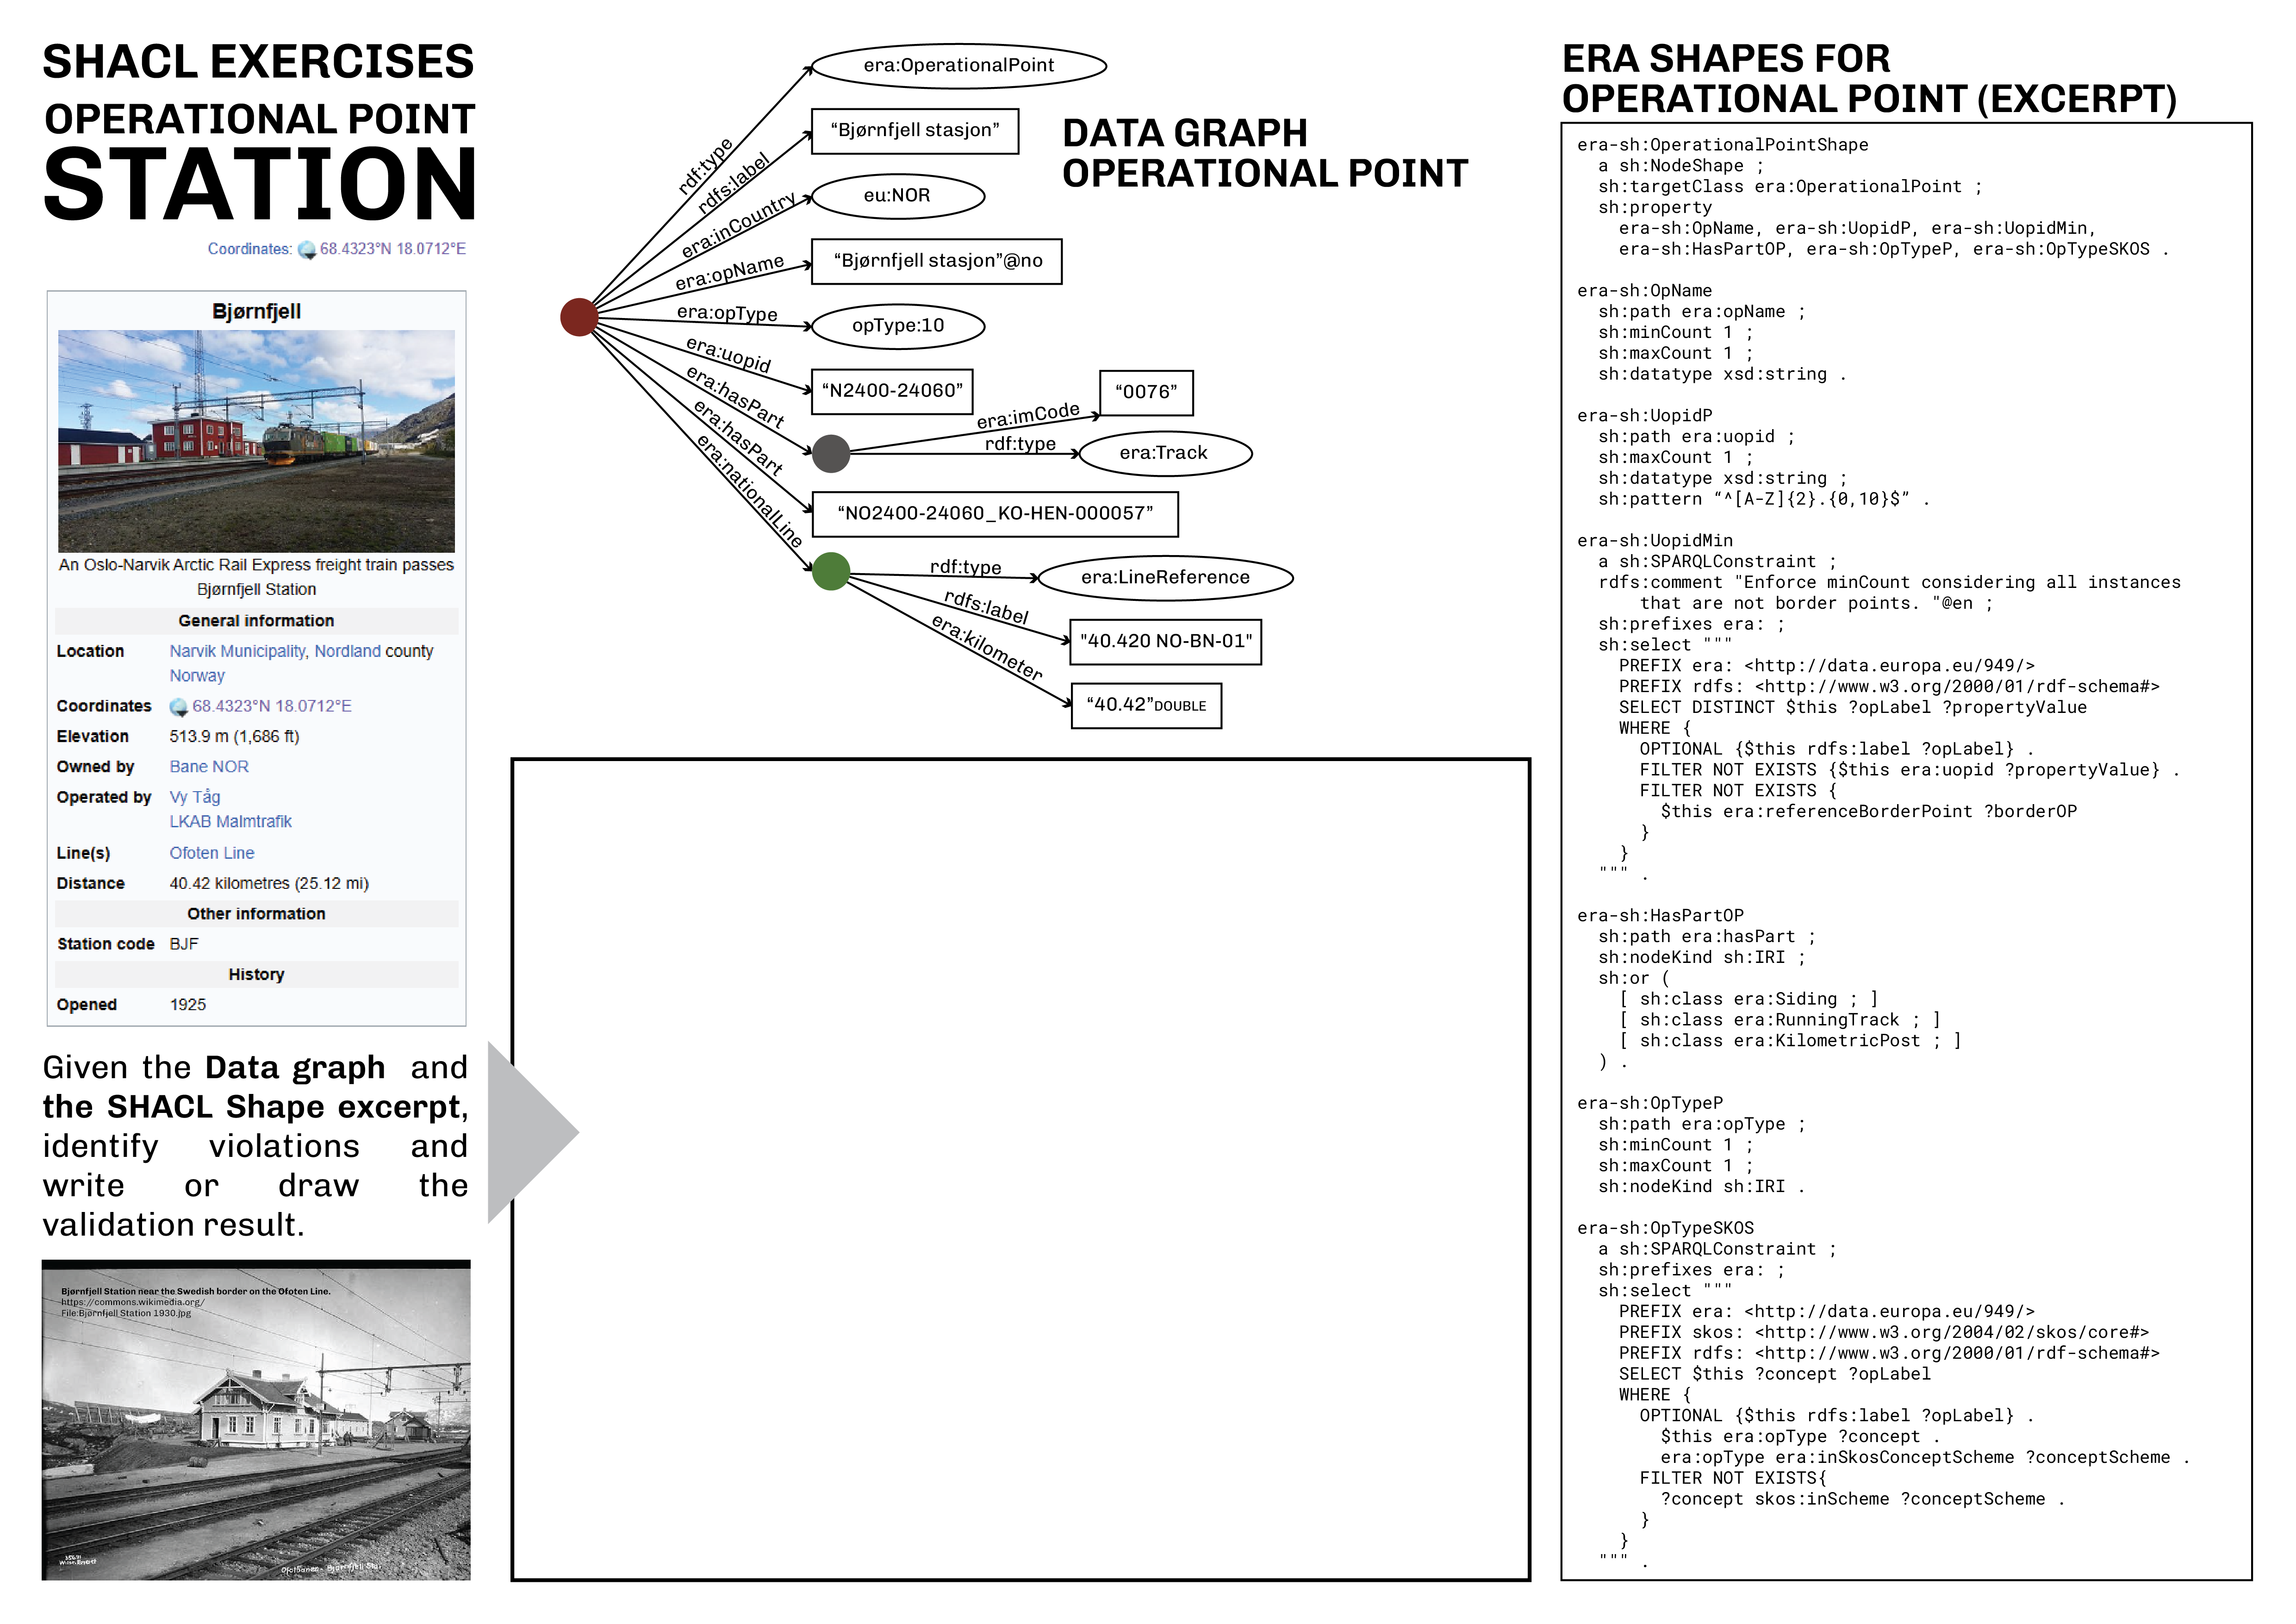 SHACL EXERCISES
OPERATIONAL POINT
STATION
Coordinates: 68.4323°N 18.0712°E
Bjørnfjell
An Oslo-Narvik Arctic Rail Express freight train passes
Bjørnfjell Station
General information
Location Narvik Municipality, Nordland county
Norway
Coordinates 68.4323°N 18.0712°E
Elevation 513.9 m (1,686 ft)
Owned by Bane NOR
Operated by Vy Tåg
LKAB Malmtrafik
Line(s) Ofoten Line
Distance 40.42 kilometres (25.12 mi)
Other information
Station code BJF
History
Opened 1925
Given the Data graph and
the SHACL Shape excerpt,
identify violations and
write or draw the
validation result.
Bjørnfjell Station near the Swedish border on the Ofoten Line.
https://commons.wikimedia.org/
File:Bjørnfjell Station 1930.jpg
DATA GRAPH
OPERATIONAL POINT
rdf:type
era:OperationalPoint
rdfs:label
“Bjørnfjell stasjon”
era:inCountry
eu:NOR
era:opName
“Bjørnfjell stasjon”@no
era:opType
opType:10
era:uopid
“N2400-24060”
era:hasPart
era:imCode
“0076”
rdf:type
era:Track
era:hasPart
“NO2400-24060_KO-HEN-000057”
era:nationalLine
rdf:type
era:LineReference
rdfs:label
"40.420 NO-BN-01"
era:kilometer
“40.42”DOUBLE
ERA SHAPES FOR
OPERATIONAL POINT (EXCERPT)
era-sh:OperationalPointShape
a sh:NodeShape ;
sh:targetClass era:OperationalPoint ;
sh:property
era-sh:OpName, era-sh:UopidP, era-sh:UopidMin,
era-sh:HasPartOP, era-sh:OpTypeP, era-sh:OpTypeSKOS .
era-sh:OpName
sh:path era:opName ;
sh:minCount 1 ;
sh:maxCount 1 ;
sh:datatype xsd:string .
era-sh:UopidP
sh:path era:uopid ;
sh:maxCount 1 ;
sh:datatype xsd:string ;
sh:pattern “^[A-Z]{2}.{0,10}$” .
era-sh:UopidMin
a sh:SPARQLConstraint ;
rdfs:comment "Enforce minCount considering all instances
that are not border points. "@en ;
sh:prefixes era: ;
sh:select """
PREFIX era: <http://data.europa.eu/949/>
PREFIX rdfs: <http://www.w3.org/2000/01/rdf-schema#>
SELECT DISTINCT $this ?opLabel ?propertyValue
WHERE {
OPTIONAL {$this rdfs:label ?opLabel} .
FILTER NOT EXISTS {$this era:uopid ?propertyValue} .
FILTER NOT EXISTS {
$this era:referenceBorderPoint ?borderOP
}
}
""" .
era-sh:HasPartOP
sh:path era:hasPart ;
sh:nodeKind sh:IRI ;
sh:or (
[ sh:class era:Siding ; ]
[ sh:class era:RunningTrack ; ]
[ sh:class era:KilometricPost ; ]
) .
era-sh:OpTypeP
sh:path era:opType ;
sh:minCount 1 ;
sh:maxCount 1 ;
sh:nodeKind sh:IRI .
era-sh:OpTypeSKOS
a sh:SPARQLConstraint ;
sh:prefixes era: ;
sh:select """
PREFIX era: <http://data.europa.eu/949/>
PREFIX skos: <http://www.w3.org/2004/02/skos/core#>
PREFIX rdfs: <http://www.w3.org/2000/01/rdf-schema#>
SELECT $this ?concept ?opLabel
WHERE {
OPTIONAL {$this rdfs:label ?opLabel} .
$this era:opType ?concept .
era:opType era:inSkosConceptScheme ?conceptScheme .
FILTER NOT EXISTS{
?concept skos:inScheme ?conceptScheme .
}
}
""" .